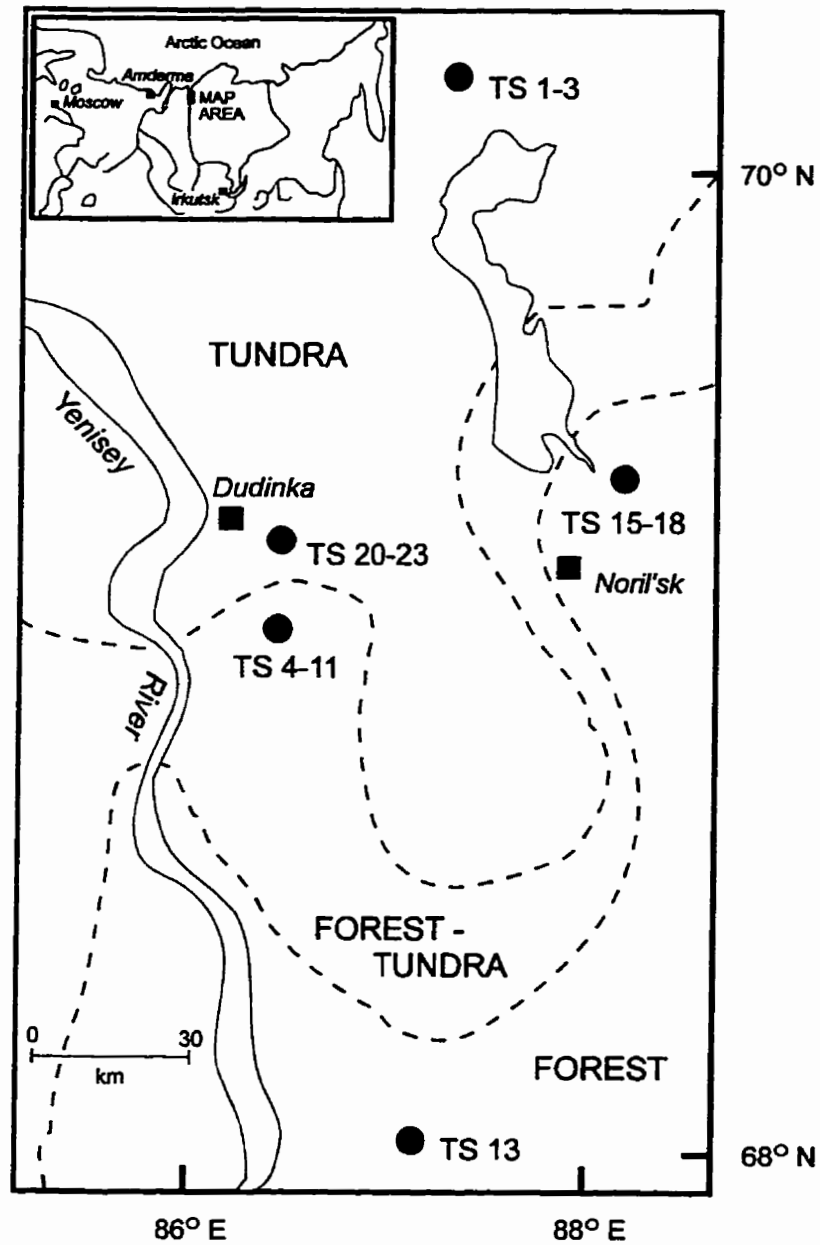 Arctic Ocean
Amderma
Moscow
MAP
AREA
Irkutsk
TS 1-3
70° N
TUNDRA
Yenisey
Dudinka
TS 20-23
TS 15-18
Noril'sk
TS 4-11
River
FOREST -
TUNDRA
0 30
km
FOREST
TS 13
68° N
86° E 88° E